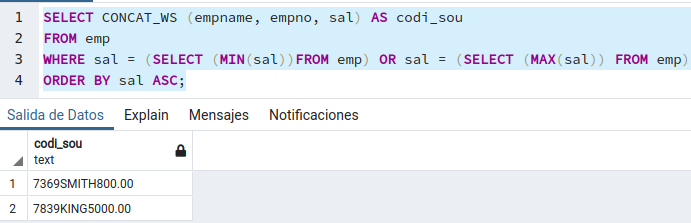 1 SELECT CONCAT_WS (empname, empno, sal) AS codi_sou
2 FROM emp
3 WHERE sal = (SELECT (MIN(sal))FROM emp) OR sal = (SELECT (MAX(sal)) FROM emp)
4 ORDER BY sal ASC;
Salida de Datos Explain Mensajes Notificaciones
codi_sou
text
1 7369SMITH800.00
2 7839KING5000.00